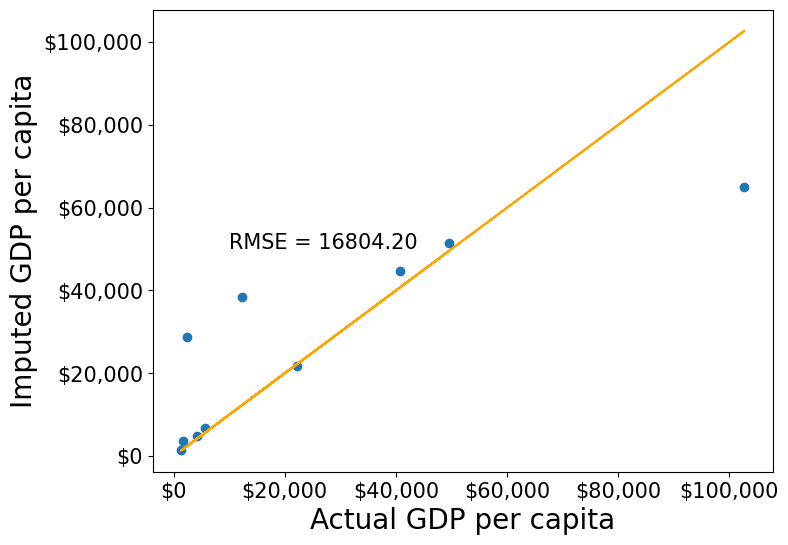 $100,000
$80,000
$60,000
$40,000
$20,000
$0
Imputed GDP per capita
RMSE = 16804.20
$0 $20,000 $40,000 $60,000 $80,000 $100,000
Actual GDP per capita